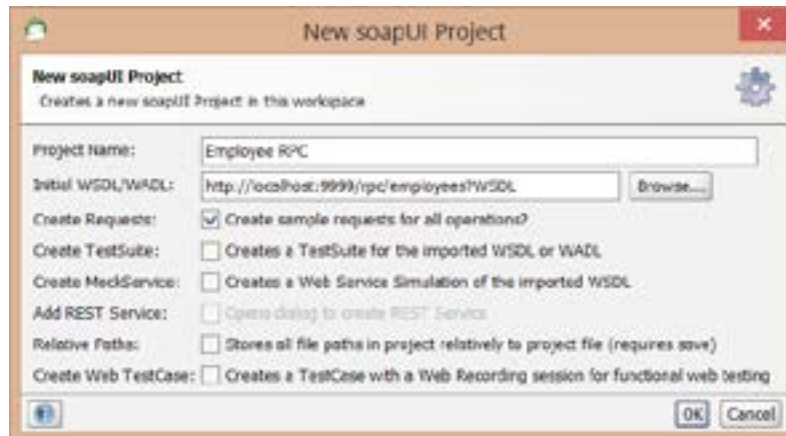 New soapUI Project
New soapUI Project
Creates a new soapUI Project in this workspace
Project Name: Employee RPC
Initial WSDL/WADL: http://localhost:9999/rpc/employees?WSDL Browse...
Create Requests: Create sample requests for all operations?
Create TestSuite: Creates a TestSuite for the imported WSDL or WADL
Create MockService: Creates a Web Service Simulation of the imported WSDL
Add REST Service: Opens dialog to create REST Service
Relative Paths: Stores all file paths in project relatively to project file (requires save)
Create Web TestCase: Creates a TestCase with a Web Recording session for functional web testing
OK Cancel